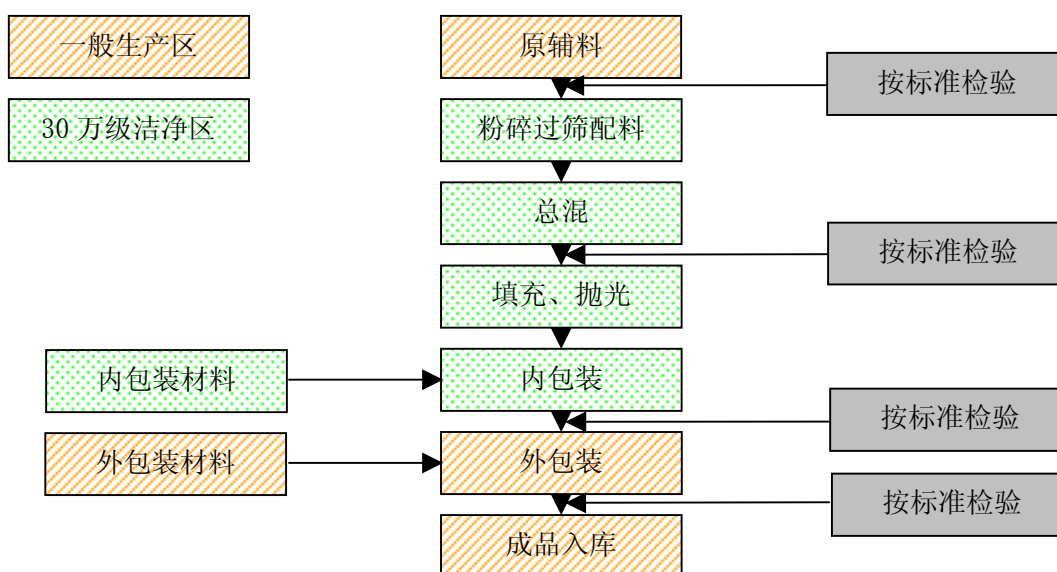 一般生产区
原辅料
按标准检验
30 万级洁净区
粉碎过筛配料
总混
按标准检验
填充、抛光
内包装材料
内包装
按标准检验
外包装材料
外包装
按标准检验
成品入库